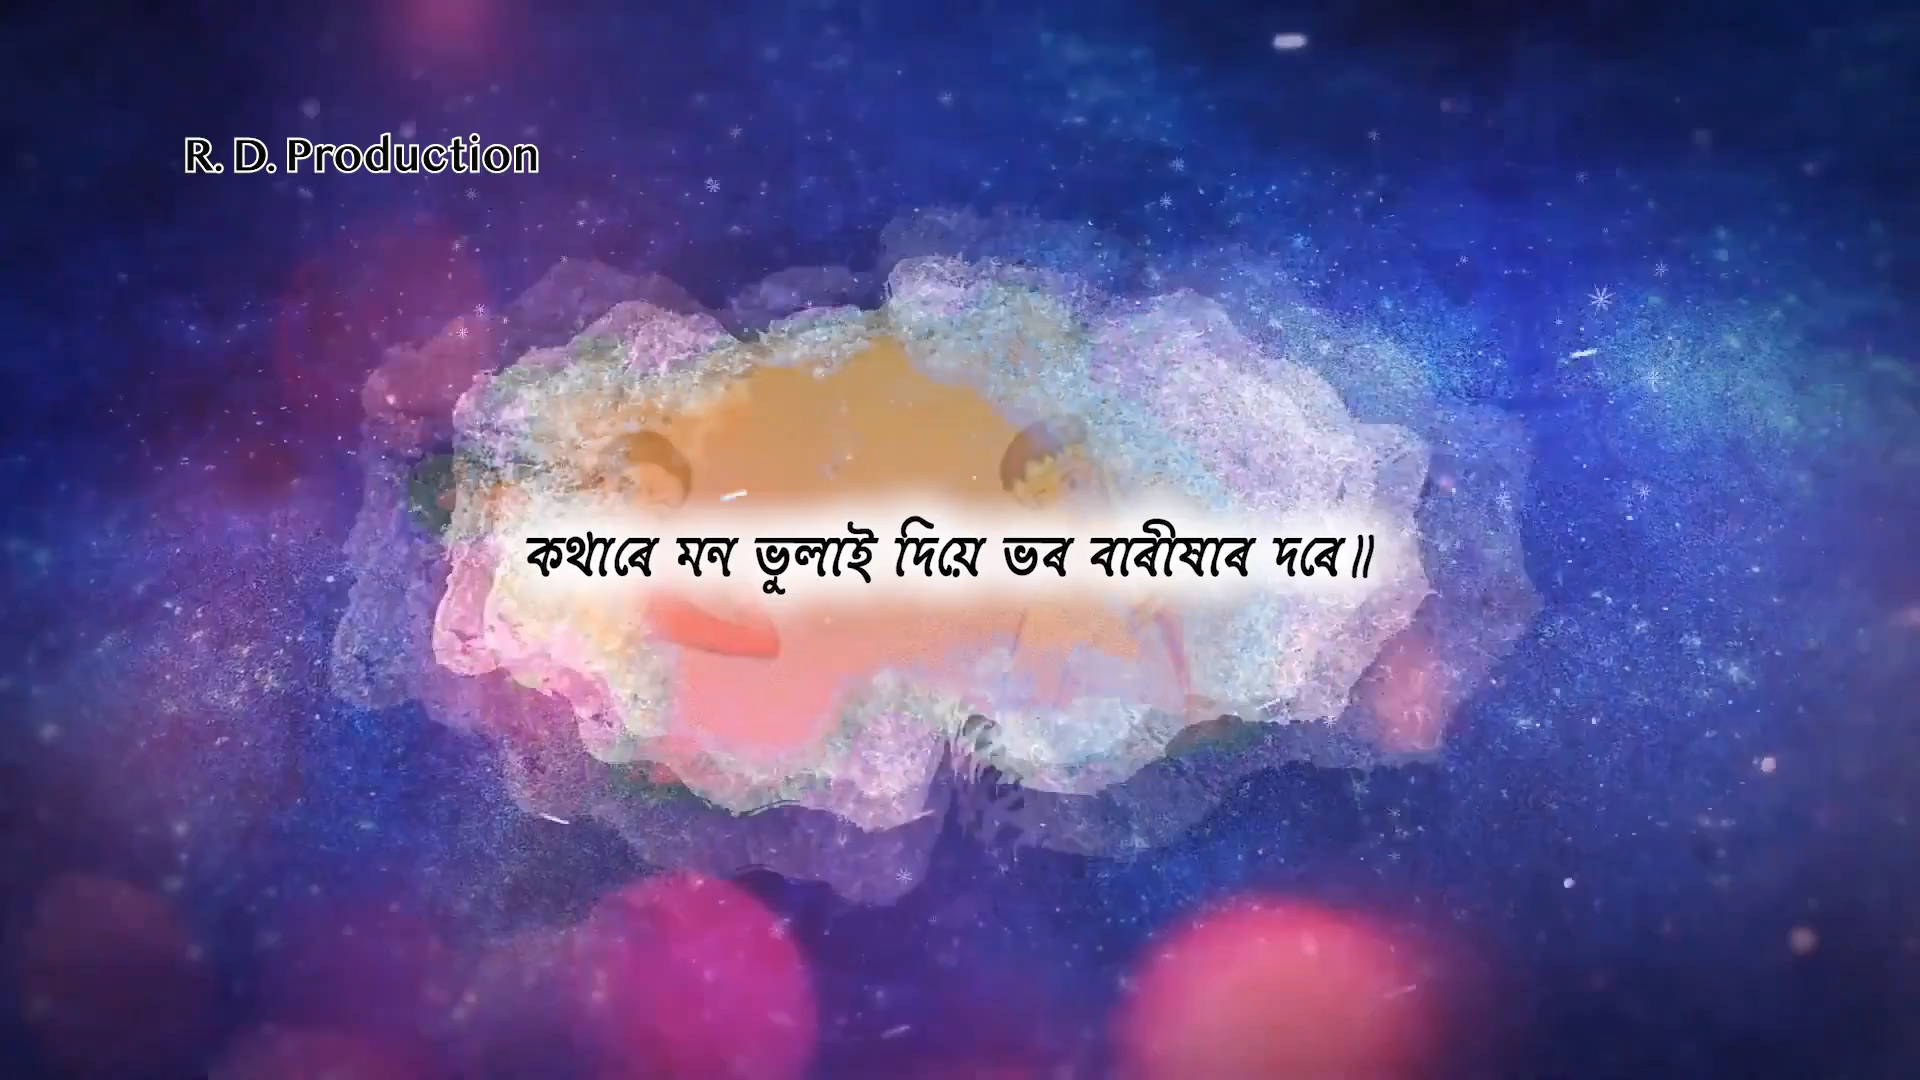 R. D. Production
কথাৰে মন ভুলাই দিয়ে ভৰ বাৰীষাৰ দৰে॥